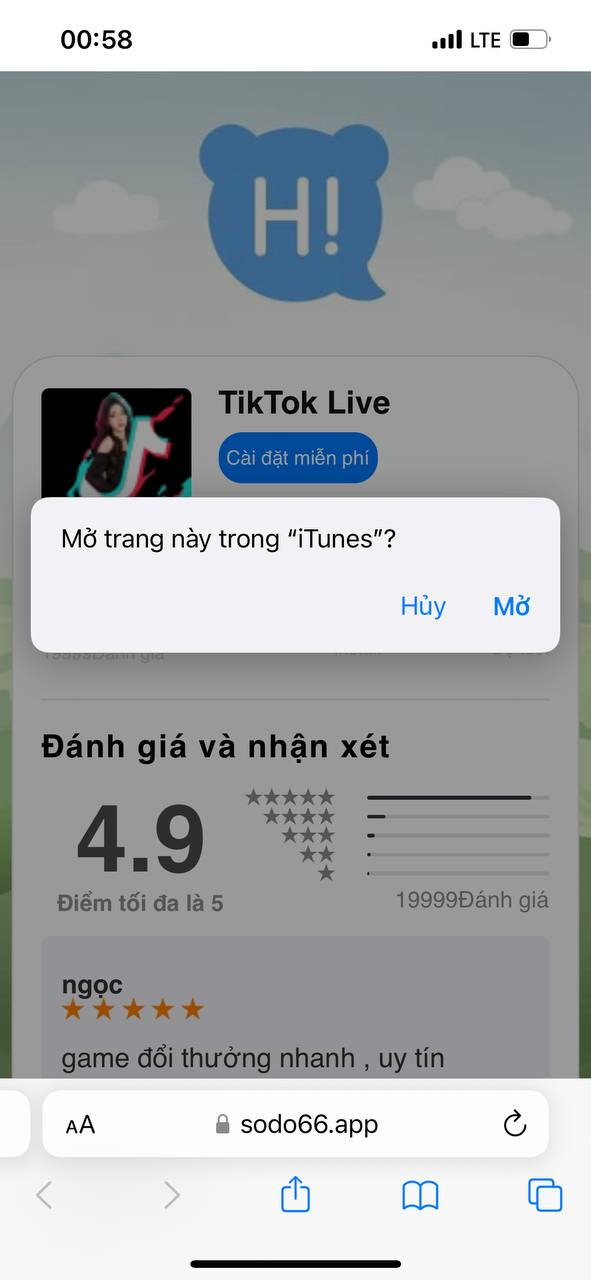 00:58
LTE
H!
TikTok Live
Cài đặt miễn phí
Mở trang này trong “iTunes”?
Hủy
Mở
19999Đánh giá
Đánh giá và nhận xét
4.9
Điểm tối đa là 5
19999Đánh giá
ngọc
game đổi thưởng nhanh , uy tín
AA
sodo66.app